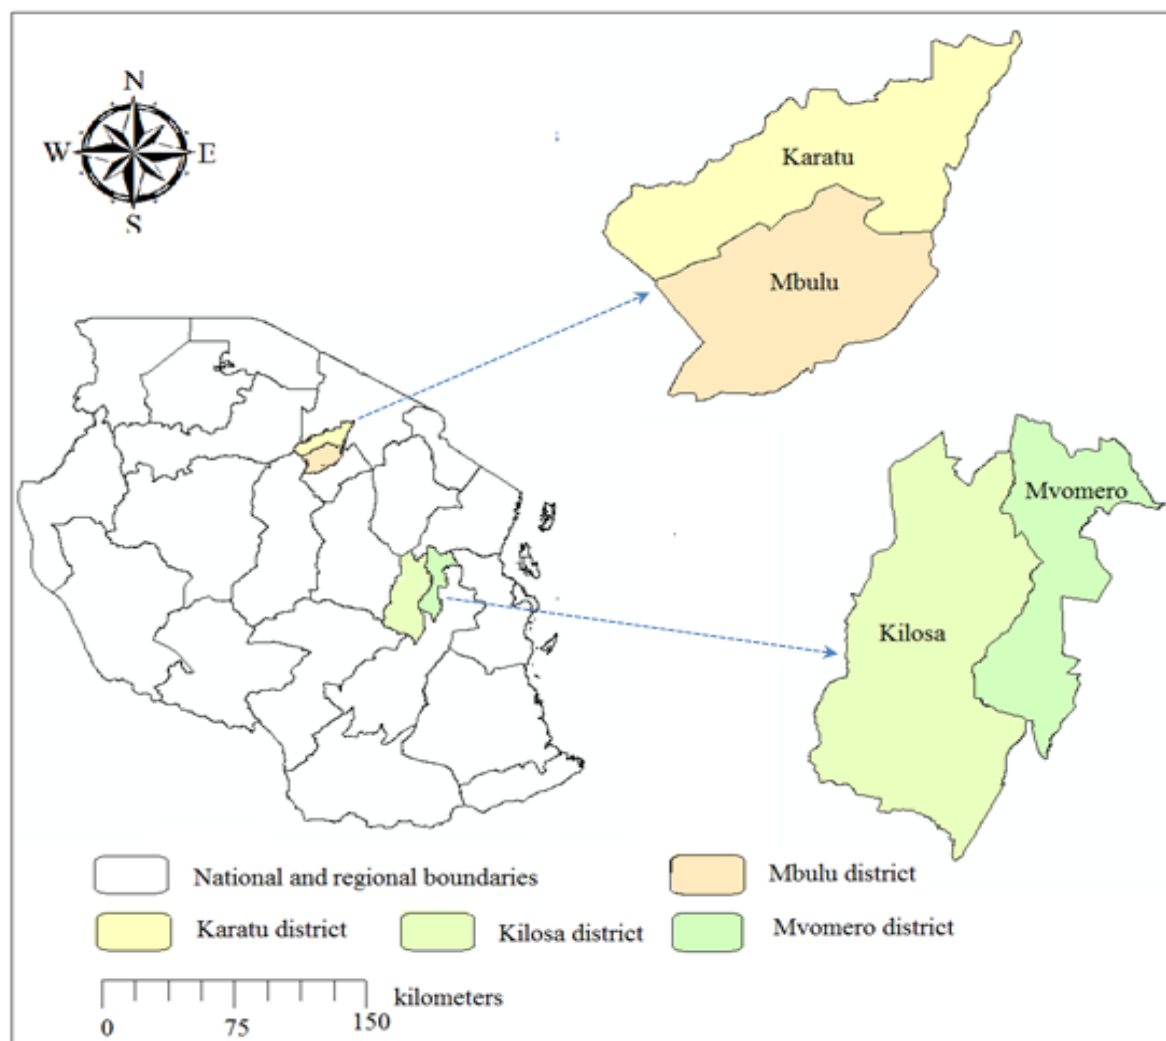 N
W E
S
Karatu
Mbulu
Mvomero
Kilosa
National and regional boundaries
Mbulu district
Karatu district
Kilosa district
Mvomero district
kilometers
0 75 150